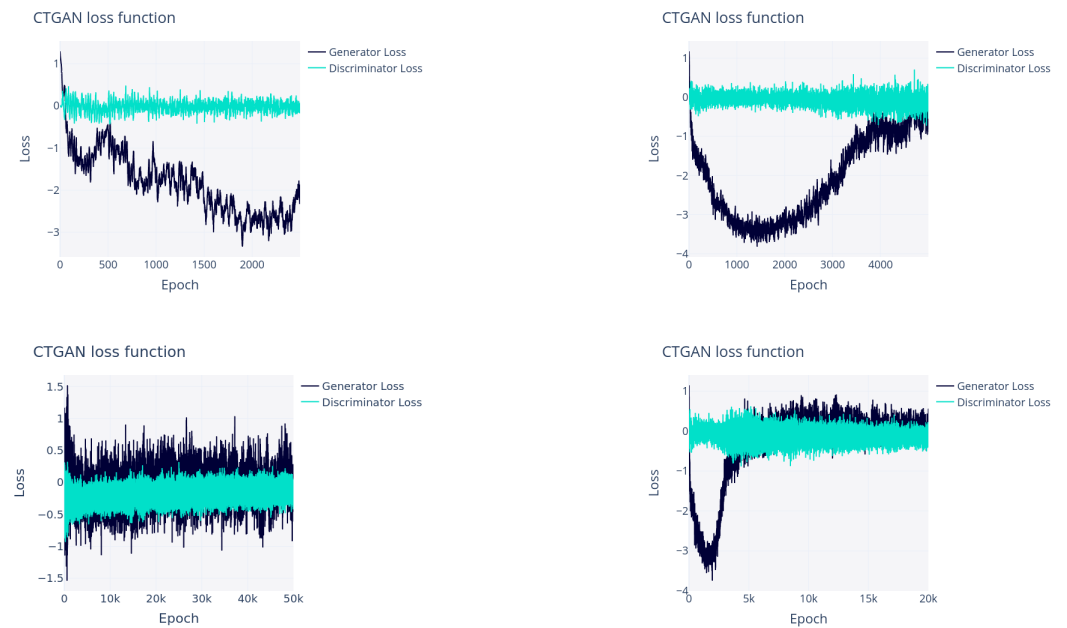 CTGAN loss function
Generator Loss
Discriminator Loss
1
0
−1
−2
−3
Loss
0 500 1000 1500 2000
Epoch
CTGAN loss function
Generator Loss
Discriminator Loss
1
0
−1
−2
−3
−4
Loss
0 1000 2000 3000 4000
Epoch
CTGAN loss function
Generator Loss
Discriminator Loss
1.5
1
0.5
0
−0.5
−1
−1.5
Loss
0 10k 20k 30k 40k 50k
Epoch
CTGAN loss function
Generator Loss
Discriminator Loss
1
0
−1
−2
−3
−4
Loss
0 5k 10k 15k 20k
Epoch